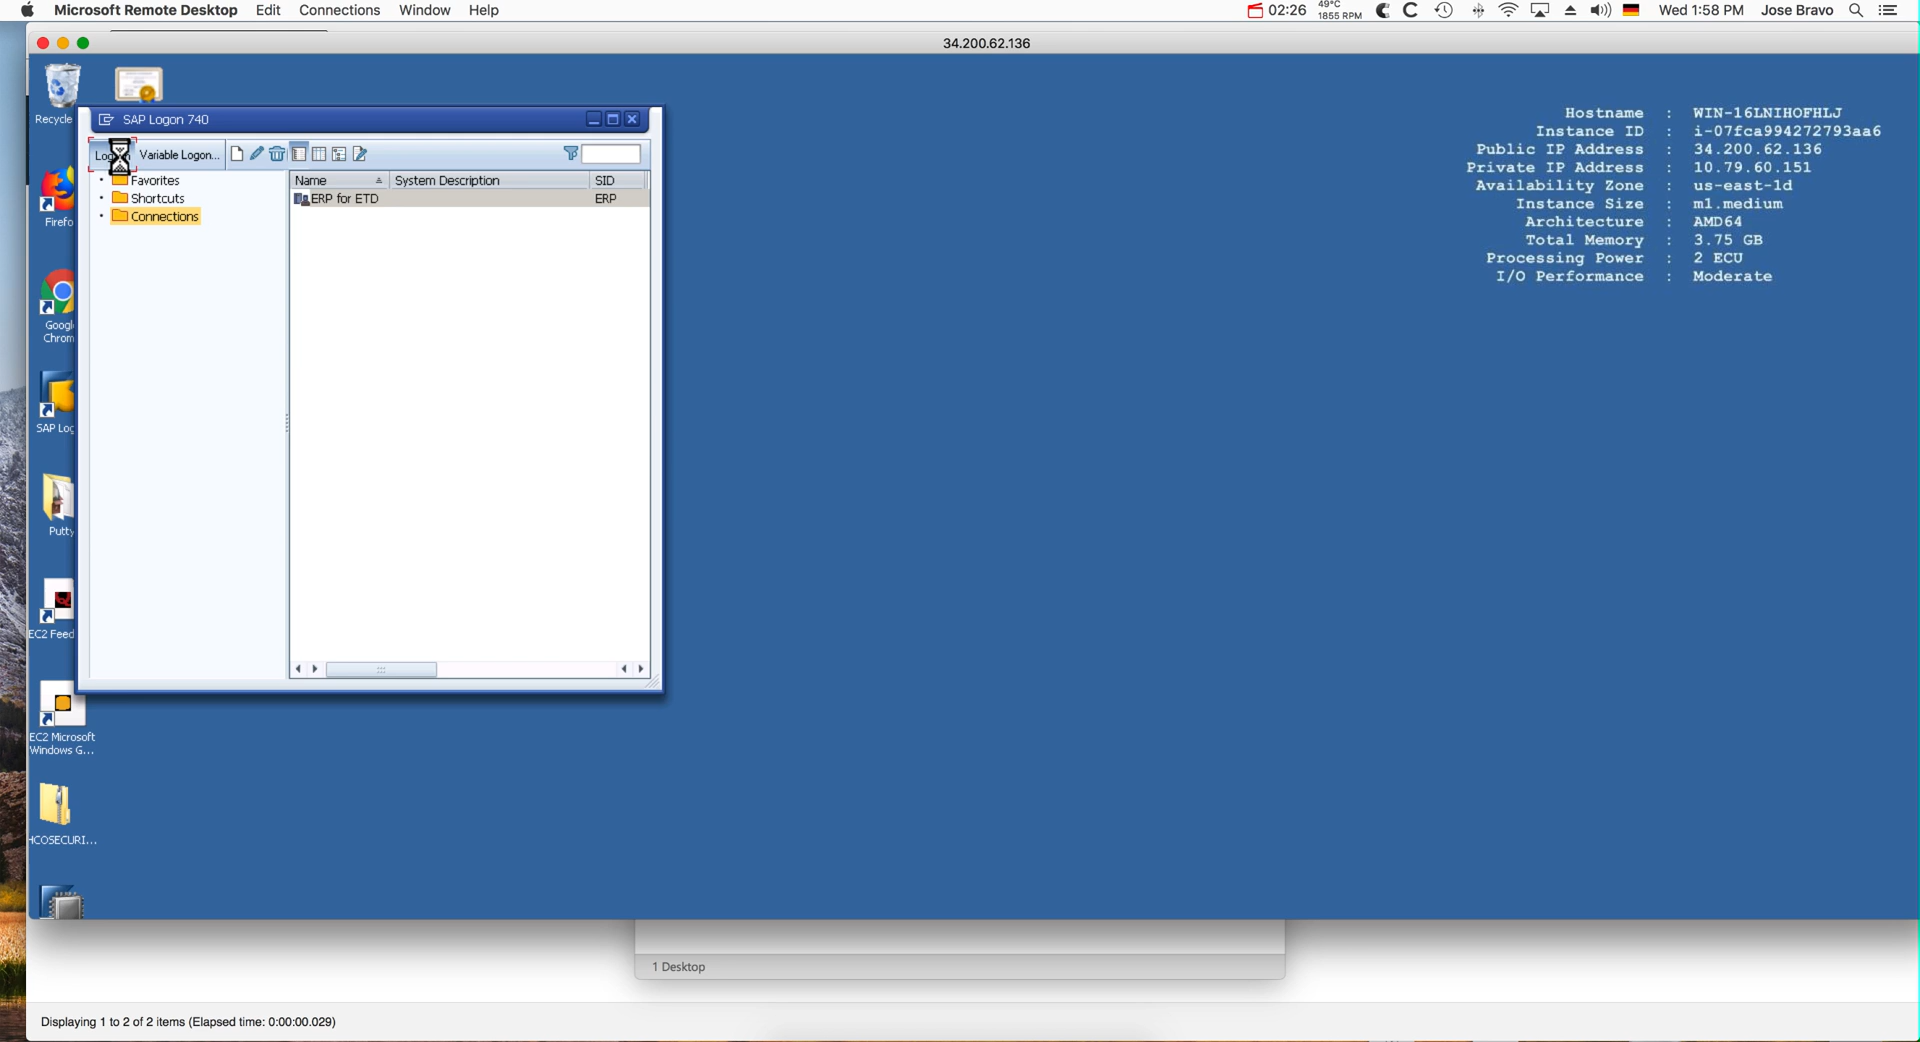 Microsoft Remote Desktop Edit Connections Window Help
02:26 49°C 1855 RPM Wed 1:58 PM Jose Bravo
34.200.62.136
Recycle
SAP Logon 740
Variable Logon...
Favorites
Shortcuts
Connections
Name System Description SID
ERP for ETD ERP
Hostname : WIN-16LNIHOFHLJ
Instance ID : i-07fca994272793aa6
Public IP Address : 34.200.62.136
Private IP Address : 10.79.60.151
Availability Zone : us-east-1d
Instance Size : m1.medium
Architecture : AMD64
Total Memory : 3.75 GB
Processing Power : 2 ECU
I/O Performance : Moderate
Firefo
Googl
Chrom
SAP Log
Putty
EC2 Feed
EC2 Microsoft
Windows G...
HCOSECURI...
1 Desktop
Displaying 1 to 2 of 2 items (Elapsed time: 0:00:00.029)